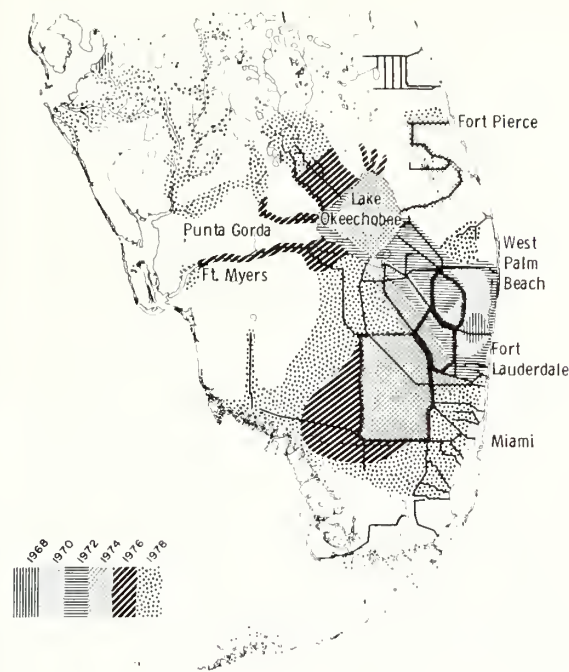 Fort Pierce
Lake
Okeechobee
Punta Gorda
West
Palm
Beach
Ft. Myers
Fort
Lauderdale
Miami
1968
1970
1972
1974
1976
1978